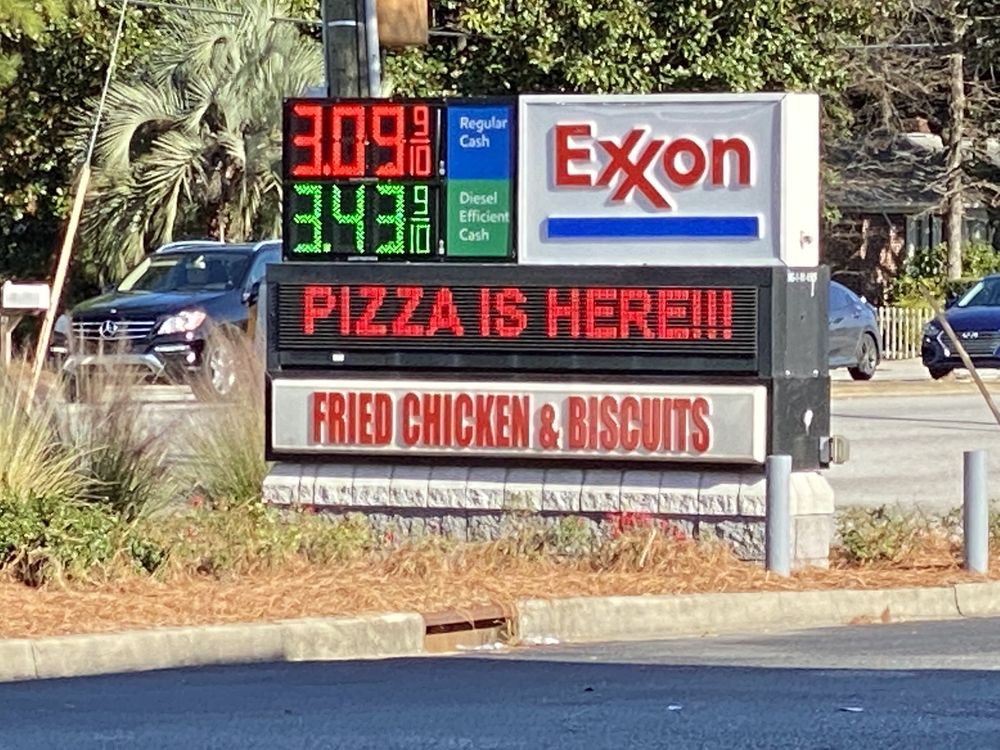 3.09 9/10
Regular
Cash
3.43 9/10
Diesel
Efficient
Cash
Exxon
PIZZA IS HERE!!!
FRIED CHICKEN & BISCUITS